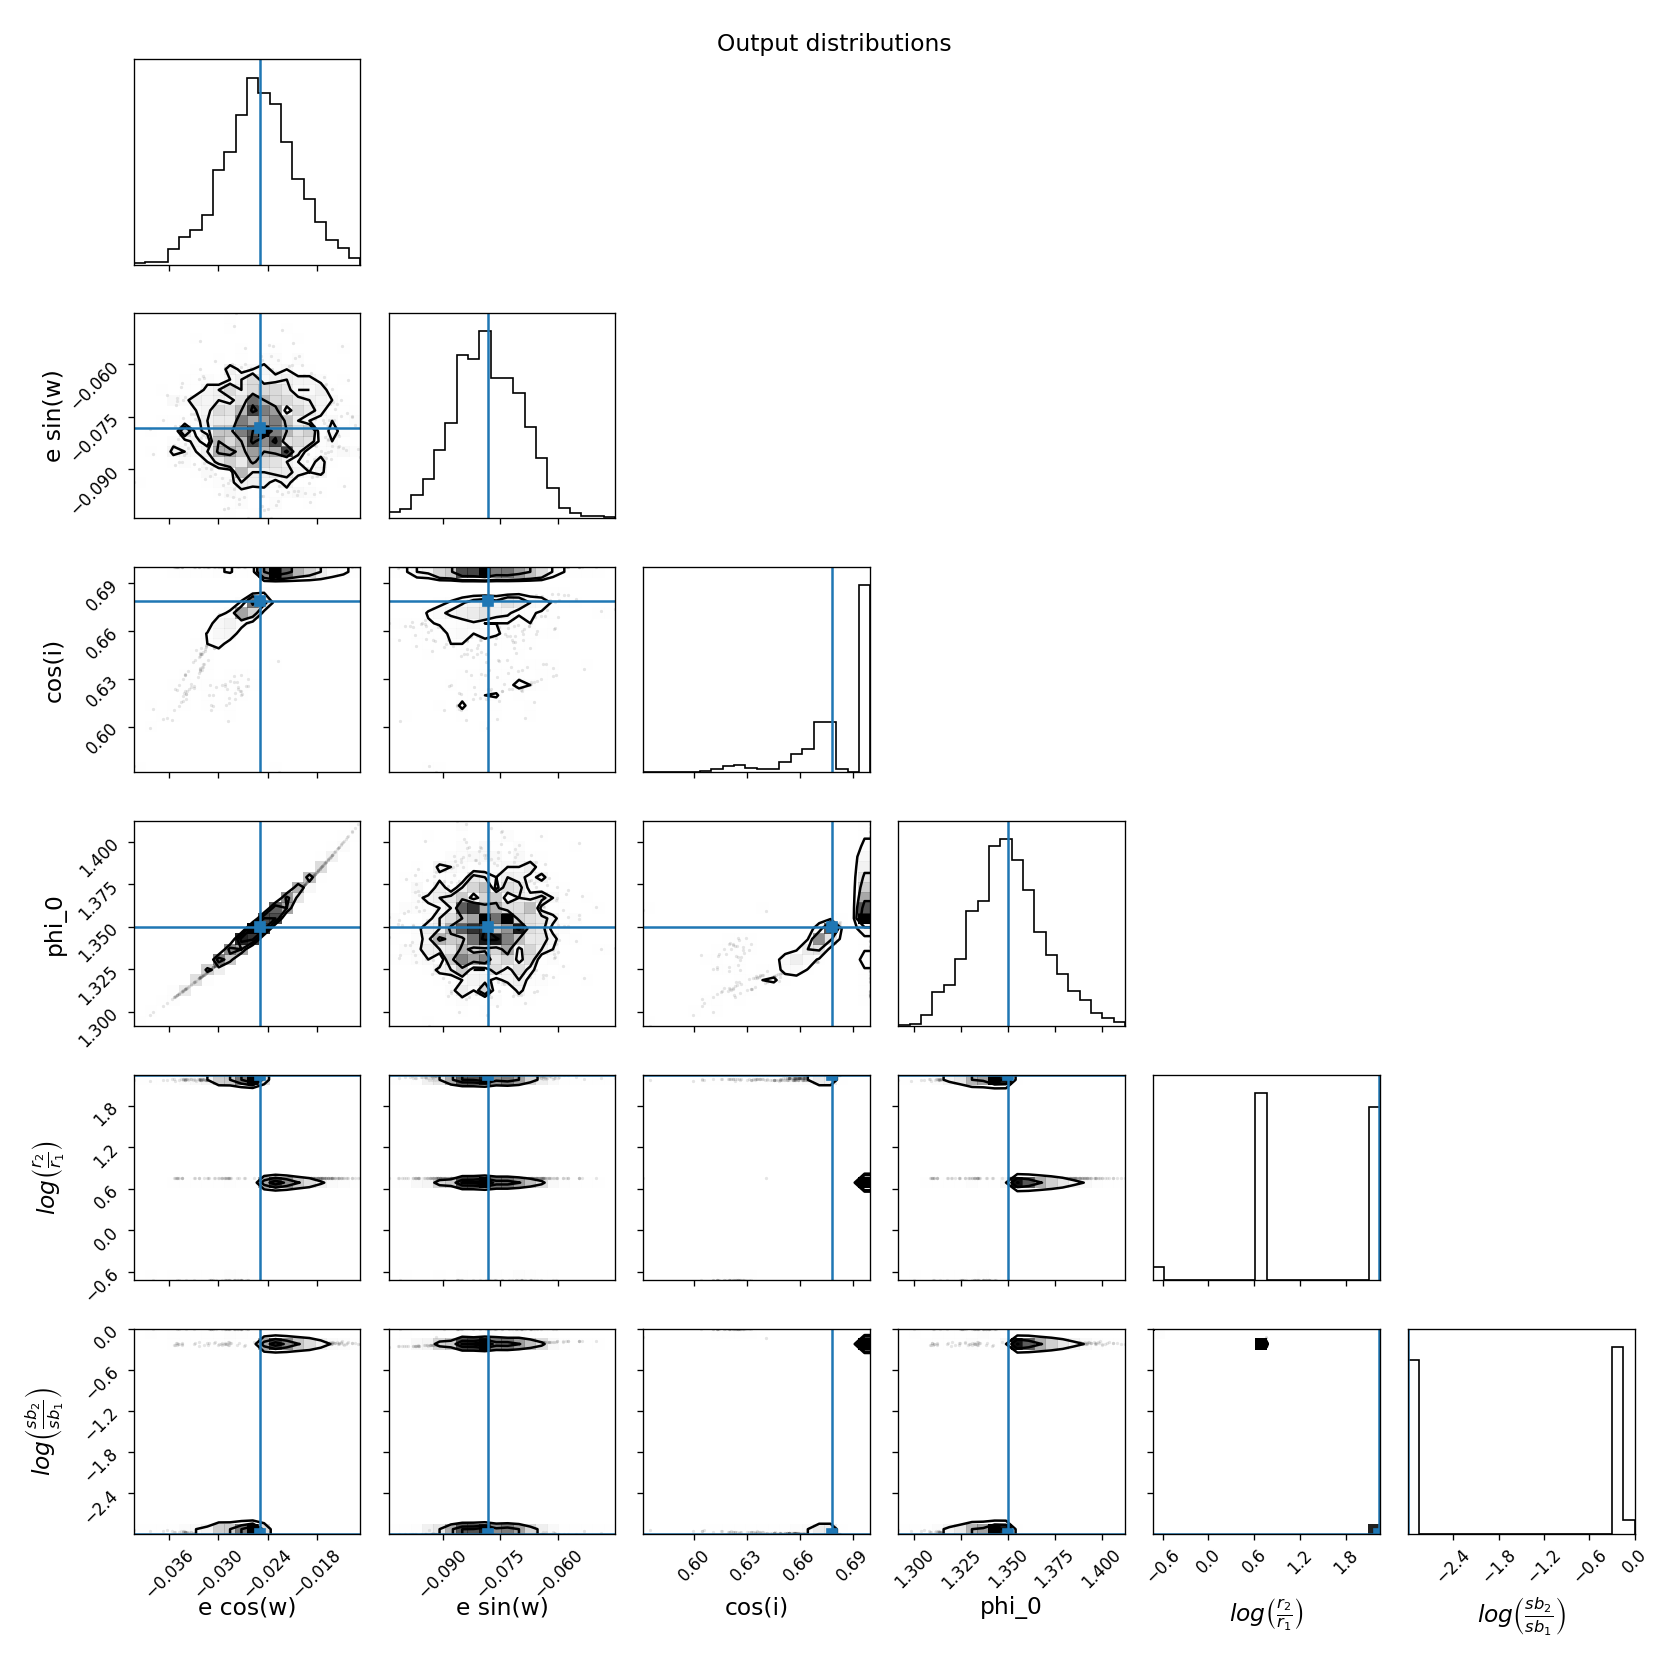 Output distributions
e sin(w)
−0.060
−0.075
−0.090
cos(i)
0.69
0.66
0.63
0.60
phi_0
1.400
1.375
1.350
1.325
1.300
log(r₂/r₁)
1.8
1.2
0.6
0.0
−0.6
log(sb₂/sb₁)
0.0
−0.6
−1.2
−1.8
−2.4
−0.036 −0.030 −0.024 −0.018
−0.090 −0.075 −0.060
0.60 0.63 0.66 0.69
1.300 1.325 1.350 1.375 1.400
−0.6 0.0 0.6 1.2 1.8
−2.4 −1.8 −1.2 −0.6 0.0
e cos(w)
e sin(w)
cos(i)
phi_0
log(r₂/r₁)
log(sb₂/sb₁)